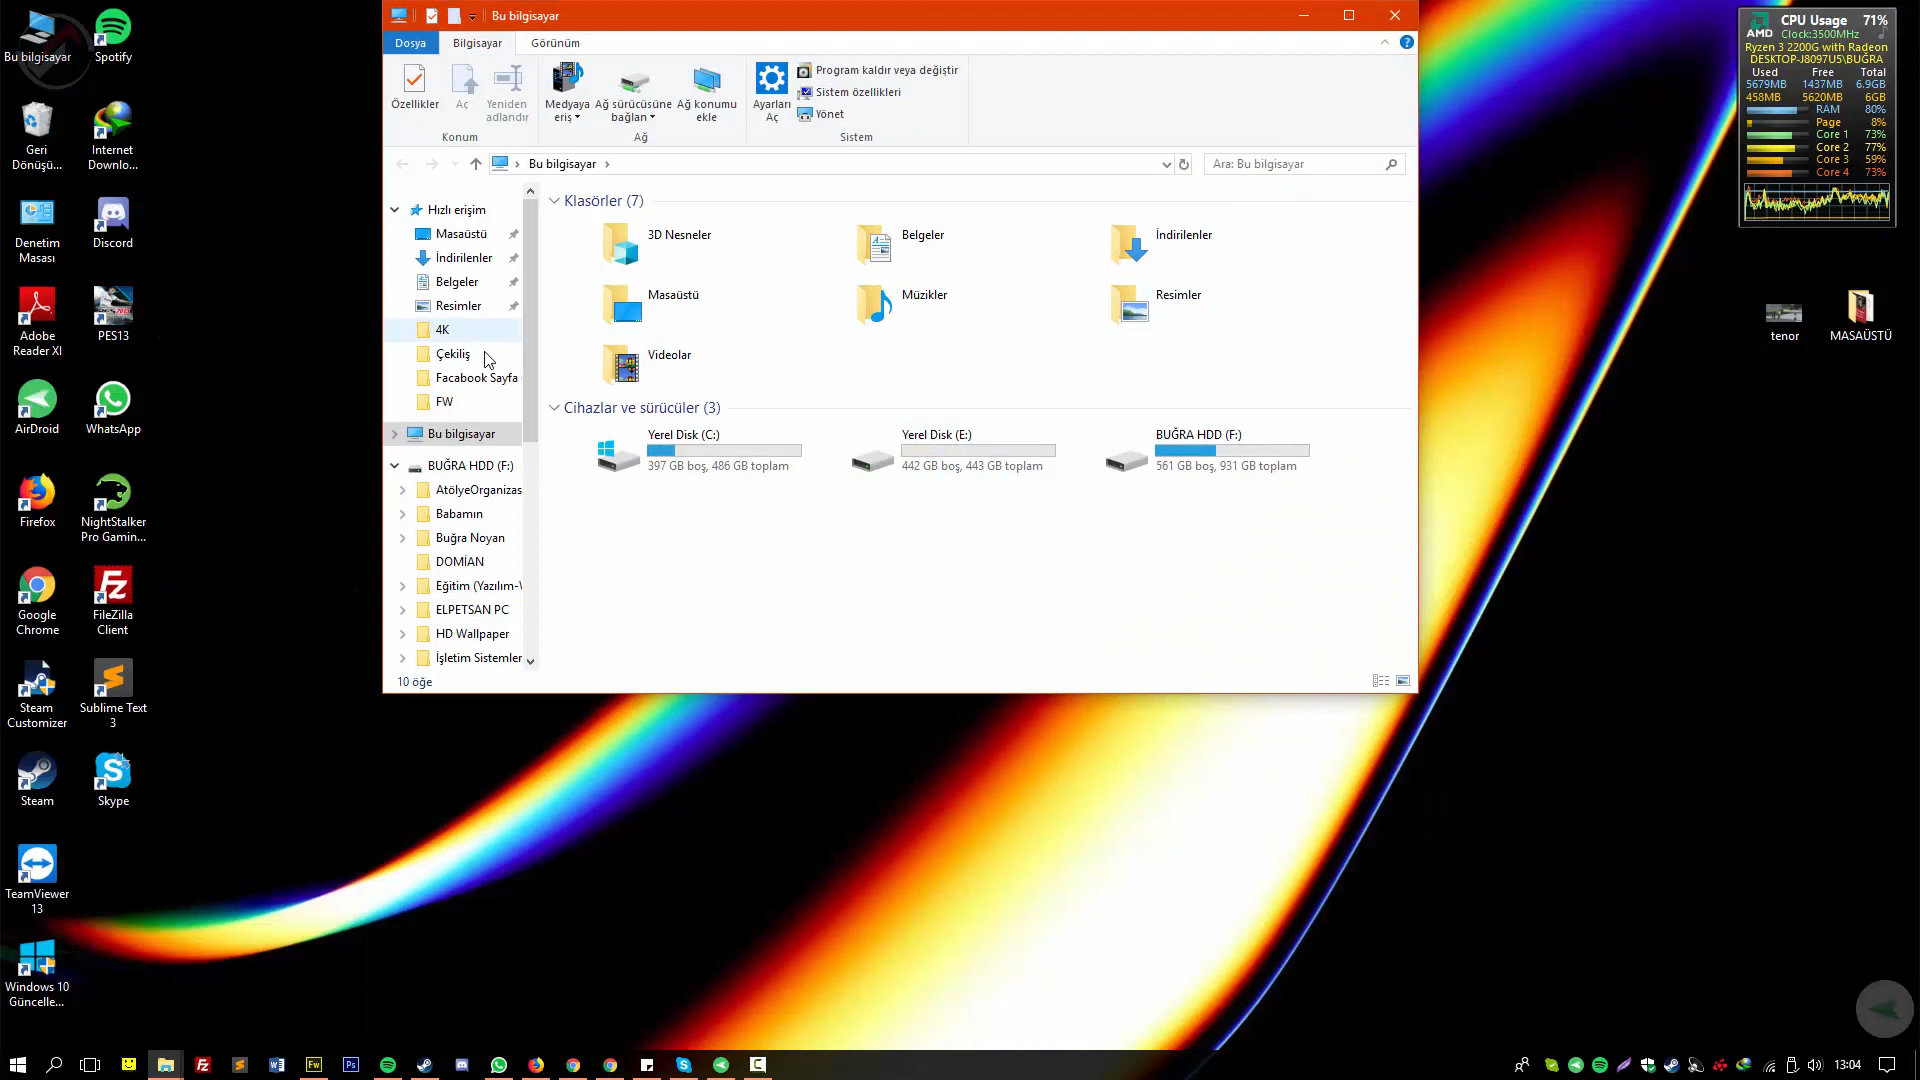 Bu bilgisayar
Spotify
Geri
Dönüşü...
Internet
Downlo...
Denetim
Masası
Discord
Adobe
Reader XI
PES13
AirDroid
WhatsApp
Firefox
NightStalker
Pro Gamin...
Google
Chrome
FileZilla
Client
Steam
Customizer
Sublime Text
3
Steam
Skype
TeamViewer
13
Windows 10
Güncelle...
Bu bilgisayar
Dosya
Bilgisayar
Görünüm
Özellikler
Aç
Yeniden
adlandır
Konum
Medyaya
eriş
Ağ sürücüsüne
bağlan
Ağ konumu
ekle
Ağ
Ayarları
Aç
Program kaldır veya değiştir
Sistem özellikleri
Yönet
Sistem
Bu bilgisayar
Ara: Bu bilgisayar
Hızlı erişim
Masaüstü
İndirilenler
Belgeler
Resimler
4K
Çekiliş
Facabook Sayfa
FW
Bu bilgisayar
BUĞRA HDD (F:)
AtölyeOrganizas
Babamın
Buğra Noyan
DOMİAN
Eğitim (Yazılım-
ELPETSAN PC
HD Wallpaper
İşletim Sistemler
Klasörler (7)
3D Nesneler
Belgeler
İndirilenler
Masaüstü
Müzikler
Resimler
Videolar
Cihazlar ve sürücüler (3)
Yerel Disk (C:)
397 GB boş, 486 GB toplam
Yerel Disk (E:)
442 GB boş, 443 GB toplam
BUĞRA HDD (F:)
561 GB boş, 931 GB toplam
10 öğe
CPU Usage 71%
AMD Clock:3500MHz
Ryzen 3 2200G with Radeon
DESKTOP-J8097U5\BUĞRA
Used Free Total
5679MB 1437MB 6.9GB
458MB 5620MB 6GB
RAM 80%
Page 8%
Core 1 73%
Core 2 77%
Core 3 59%
Core 4 73%
tenor
MASAÜSTÜ
Fz
Fw
Ps
13:04